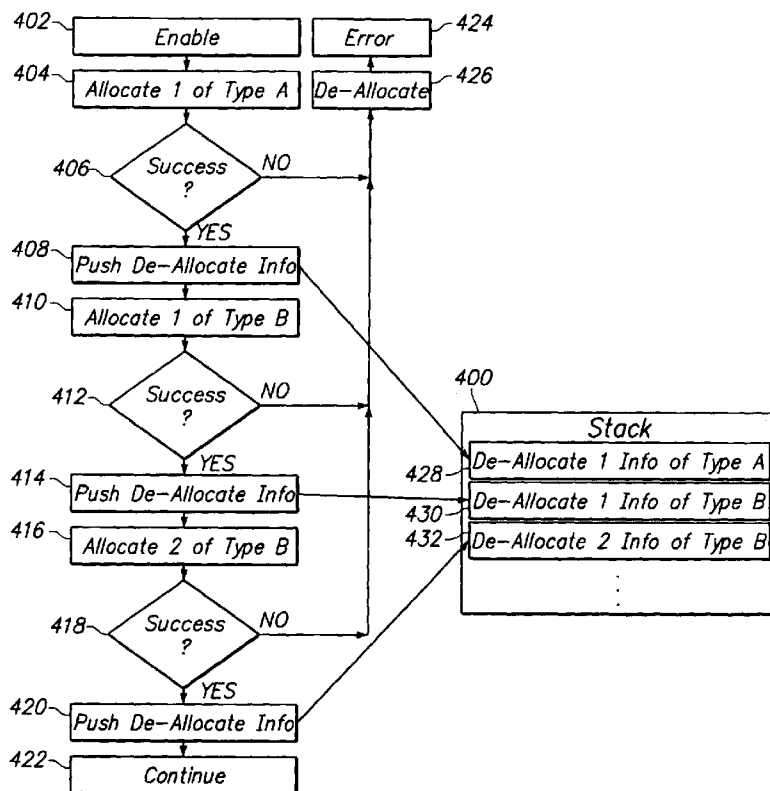 402
Enable
Error
424
404
Allocate 1 of Type A
De-Allocate
426
406
Success
?
NO
YES
408
Push De-Allocate Info
410
Allocate 1 of Type B
412
Success
?
NO
YES
400
Stack
428
De-Allocate 1 Info of Type A
414
Push De-Allocate Info
430
De-Allocate 1 Info of Type B
416
Allocate 2 of Type B
432
De-Allocate 2 Info of Type B
418
Success
?
NO
YES
420
Push De-Allocate Info
422
Continue